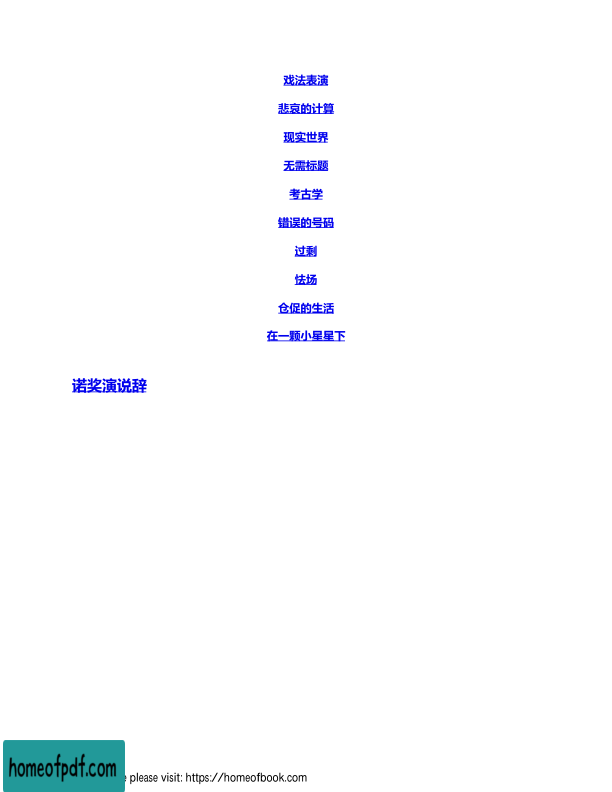 戏法表演
悲哀的计算
现实世界
无需标题
考古学
错误的号码
过剩
怯场
仓促的生活
在一颗小星星下
诺奖演说辞
homeofpdf.com
please visit: https://homeofbook.com